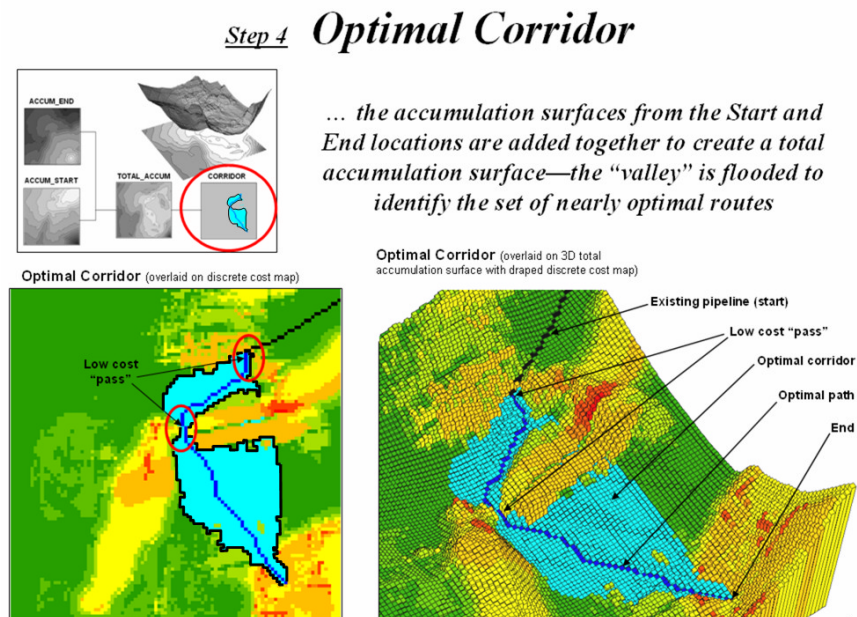 Step 4 Optimal Corridor
ACCUM_END
ACCUM_START
TOTAL_ACCUM
CORRIDOR
... the accumulation surfaces from the Start and
End locations are added together to create a total
accumulation surface—the “valley” is flooded to
identify the set of nearly optimal routes
Optimal Corridor (overlaid on discrete cost map)
Low cost
“pass”
Optimal Corridor (overlaid on 3D total
accumulation surface with draped discrete cost map)
Existing pipeline (start)
Low cost “pass”
Optimal corridor
Optimal path
End